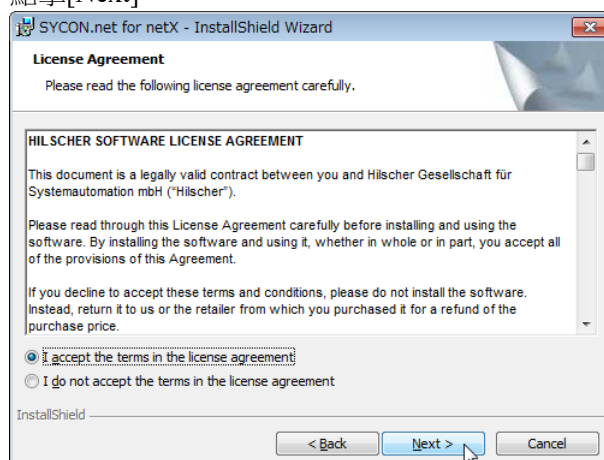 點擊[Next]
SYCON.net for netX - InstallShield Wizard
License Agreement
Please read the following license agreement carefully.
HILSCHER SOFTWARE LICENSE AGREEMENT
This document is a legally valid contract between you and Hilscher Gesellschaft für
Systemautomation mbH ("Hilscher").
Please read through this License Agreement carefully before installing and using the
software. By installing the software and using it, whether in whole or in part, you accept all
of the provisions of this Agreement.
If you decline to accept these terms and conditions, please do not install the software.
Instead, return it to us or the retailer from which you purchased it for a refund of the
purchase price.
I accept the terms in the license agreement
I do not accept the terms in the license agreement
InstallShield
< Back Next > Cancel